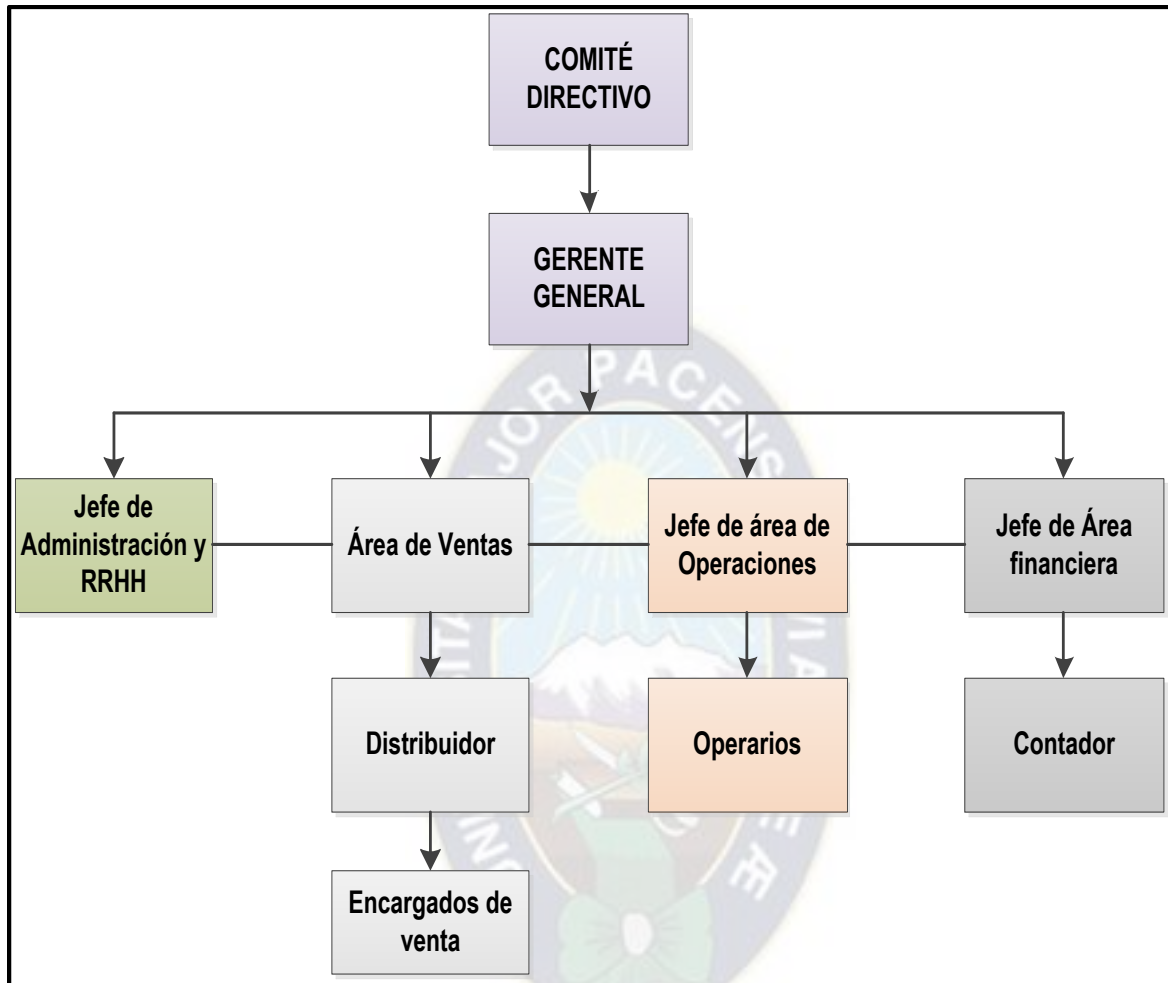 COMITÉ
DIRECTIVO
GERENTE
GENERAL
Jefe de
Administración y
RRHH
Área de Ventas
Jefe de área de
Operaciones
Jefe de Área
financiera
Distribuidor
Operarios
Contador
Encargados de
venta